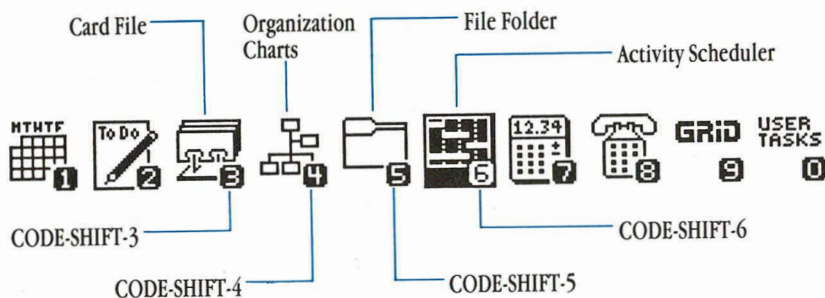 Card File
Organization
Charts
File Folder
Activity Scheduler
MTWTF
1
To Do
2
3
4
5
6
12.34
±
7
8
GRiD
9
USER
TASKS
0
CODE-SHIFT-3
CODE-SHIFT-4
CODE-SHIFT-5
CODE-SHIFT-6